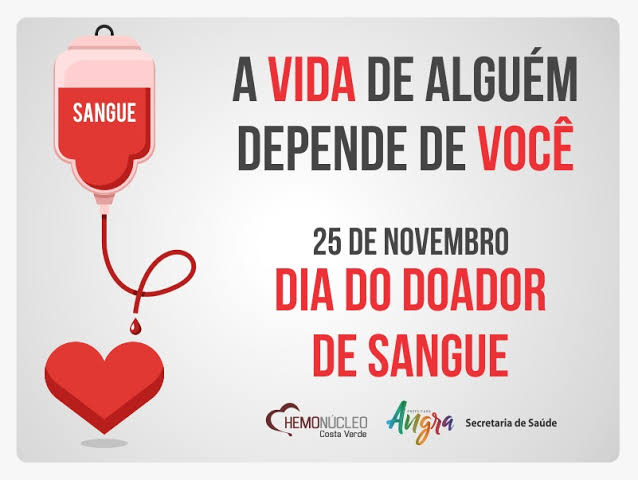 SANGUE
A VIDA DE ALGUÉM
DEPENDE DE VOCÊ
25 DE NOVEMBRO
DIA DO DOADOR
DE SANGUE
HEMONÚCLEO
Costa Verde
PREFEITURA
Angra
Secretaria de Saúde